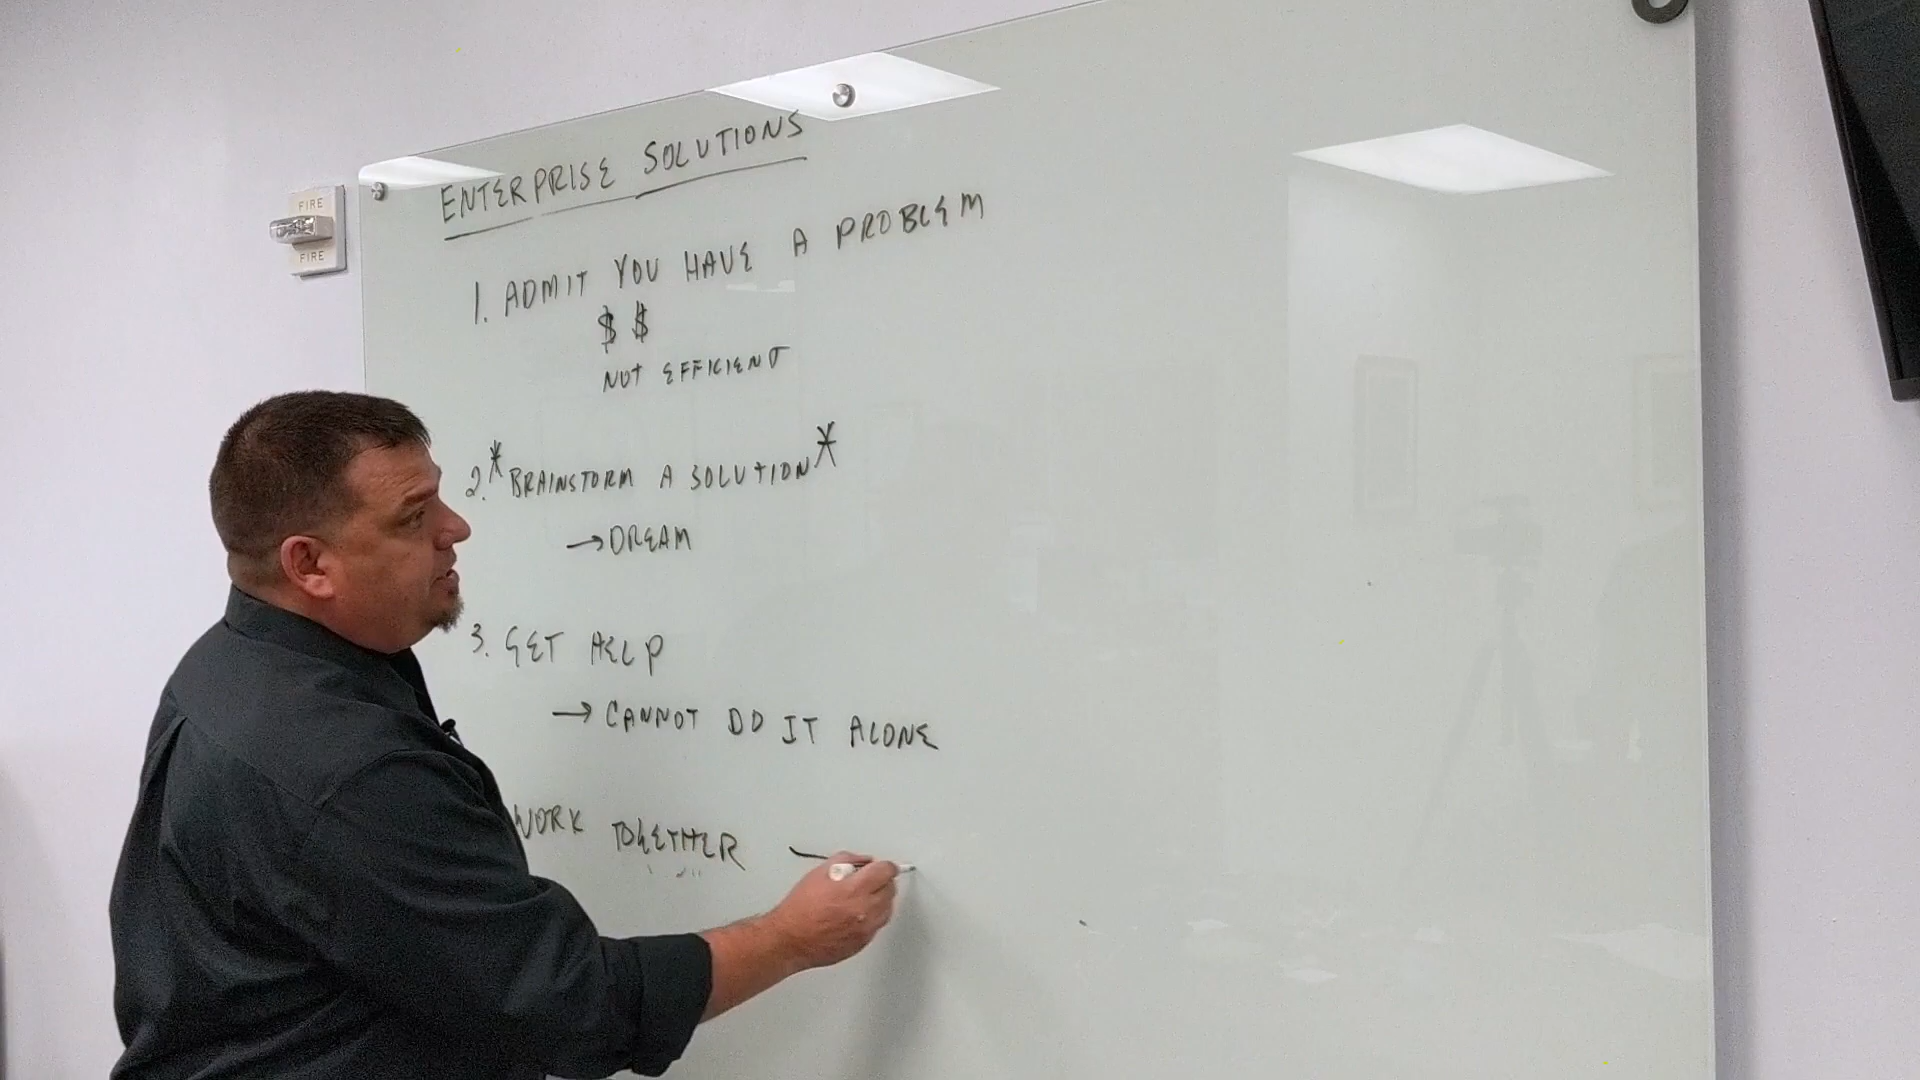 FIRE
FIRE
ENTERPRISE SOLUTIONS
1. ADMIT YOU HAVE A PROBLEM
$ $
NOT EFFICIENT
2. *BRAINSTORM A SOLUTION*
→ DREAM
3. GET HELP
→ CANNOT DO IT ALONE
WORK TOGETHER